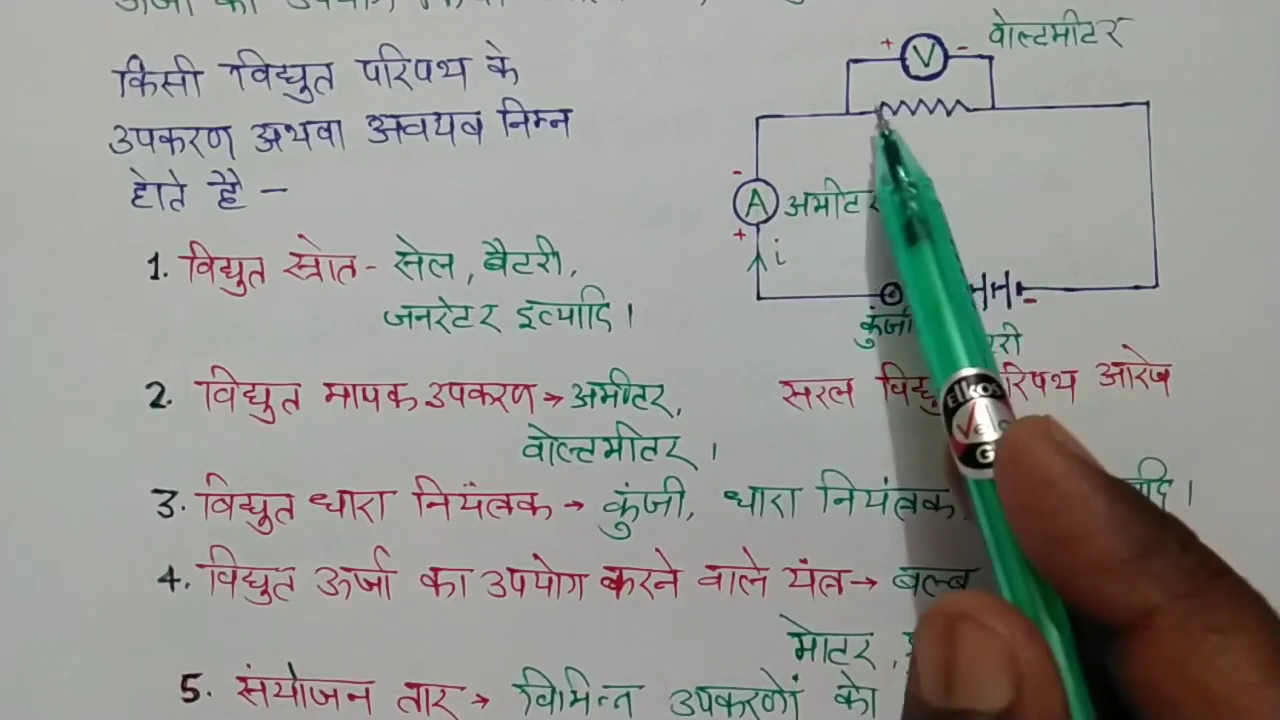 किसी विद्युत परिपथ के
उपकरण अथवा अवयव निम्न
होते है -
1. विद्युत स्रोत - सेल, बैटरी,
जनरेटर इत्यादि।
2. विद्युत मापक उपकरण → अमीटर,
वोल्टमीटर।
3. विद्युत धारा नियंत्रक → कुंजी, धारा नियंत्रक
4. विद्युत ऊर्जा का उपयोग करने वाले यंत्र → बल्ब
मोटर,
5. संयोजन तार → विभिन्न उपकरणों को
+ V - वोल्टमीटर
-
A अमीटर
+
i
कुंजी
-
सरल विद्युत परिपथ आरेख